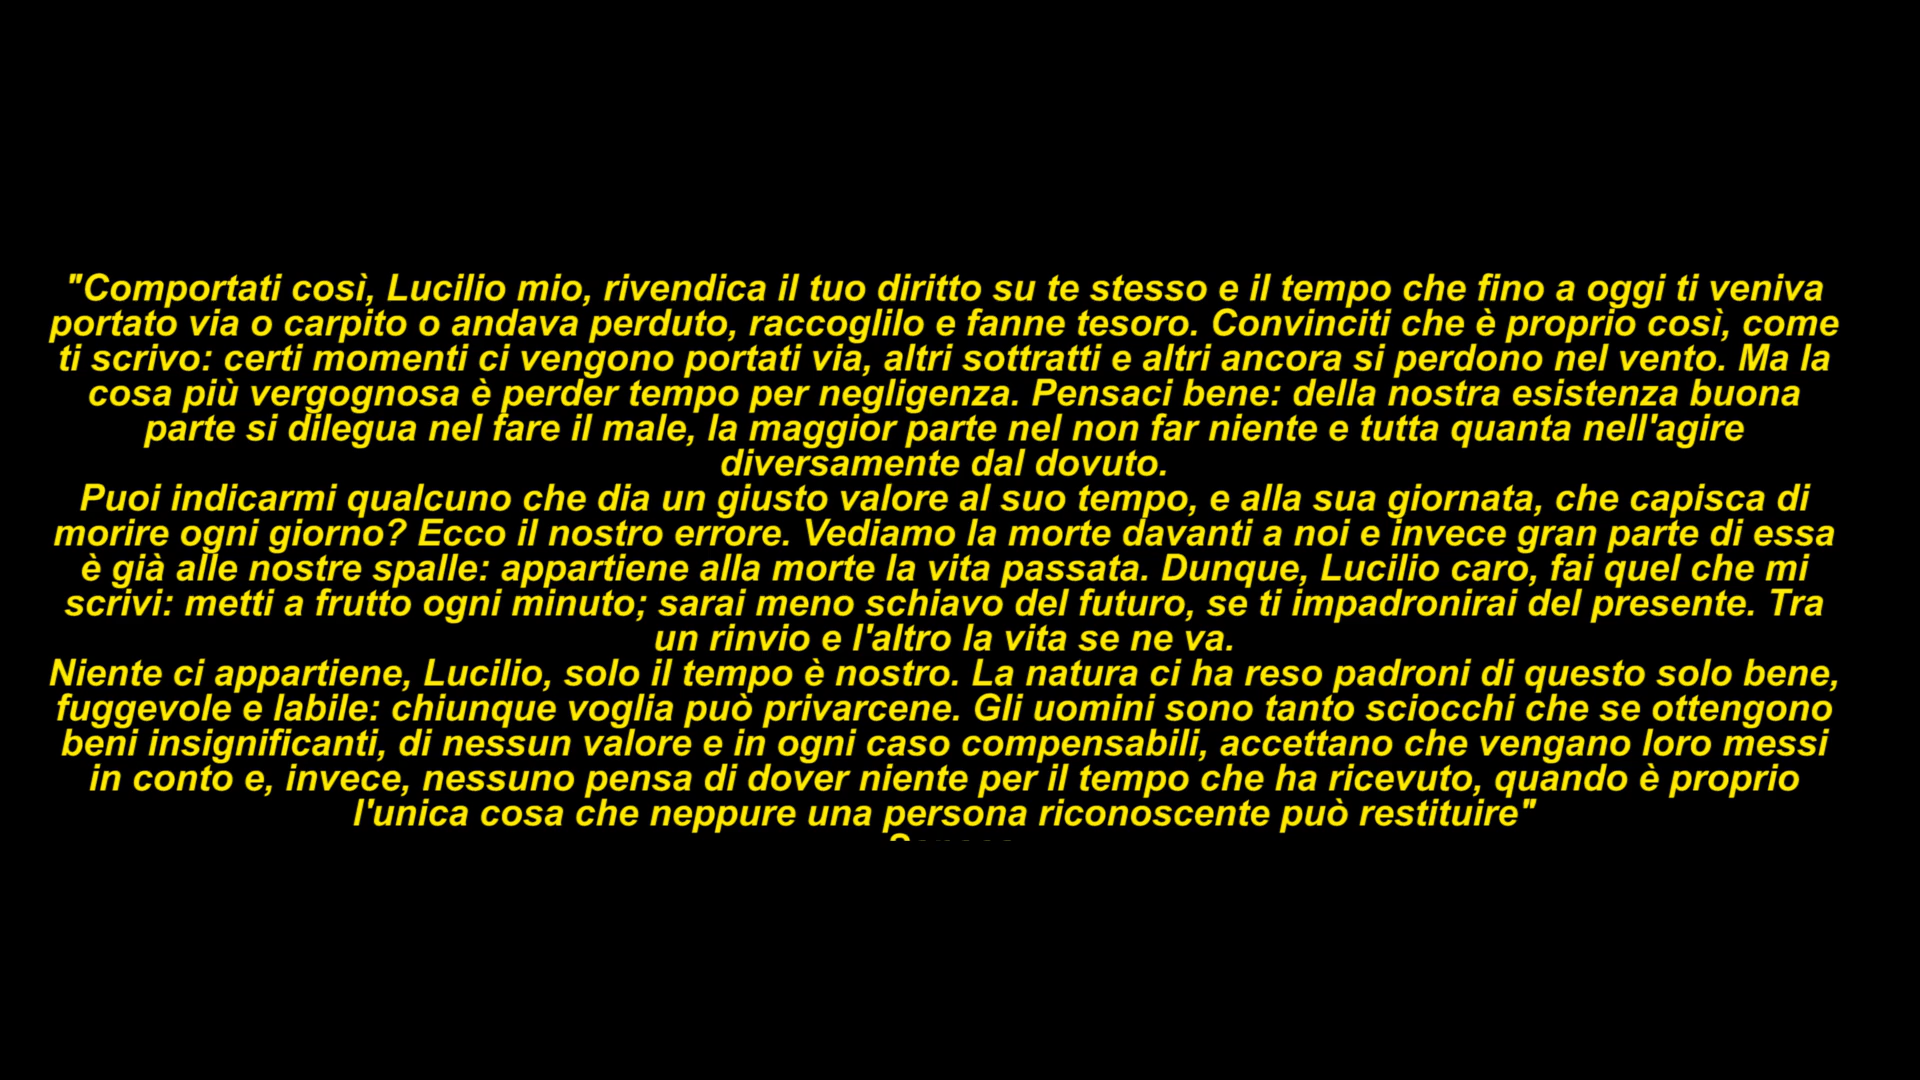 "Comportati così, Lucilio mio, rivendica il tuo diritto su te stesso e il tempo che fino a oggi ti veniva
portato via o carpito o andava perduto, raccoglilo e fanne tesoro. Convinciti che è proprio così, come
ti scrivo: certi momenti ci vengono portati via, altri sottratti e altri ancora si perdono nel vento. Ma la
cosa più vergognosa è perder tempo per negligenza. Pensaci bene: della nostra esistenza buona
parte si dilegua nel fare il male, la maggior parte nel non far niente e tutta quanta nell'agire
diversamente dal dovuto.
Puoi indicarmi qualcuno che dia un giusto valore al suo tempo, e alla sua giornata, che capisca di
morire ogni giorno? Ecco il nostro errore. Vediamo la morte davanti a noi e invece gran parte di essa
è già alle nostre spalle: appartiene alla morte la vita passata. Dunque, Lucilio caro, fai quel che mi
scrivi: metti a frutto ogni minuto; sarai meno schiavo del futuro, se ti impadronirai del presente. Tra
un rinvio e l'altro la vita se ne va.
Niente ci appartiene, Lucilio, solo il tempo è nostro. La natura ci ha reso padroni di questo solo bene,
fuggevole e labile: chiunque voglia può privarcene. Gli uomini sono tanto sciocchi che se ottengono
beni insignificanti, di nessun valore e in ogni caso compensabili, accettano che vengano loro messi
in conto e, invece, nessuno pensa di dover niente per il tempo che ha ricevuto, quando è proprio
l'unica cosa che neppure una persona riconoscente può restituire"